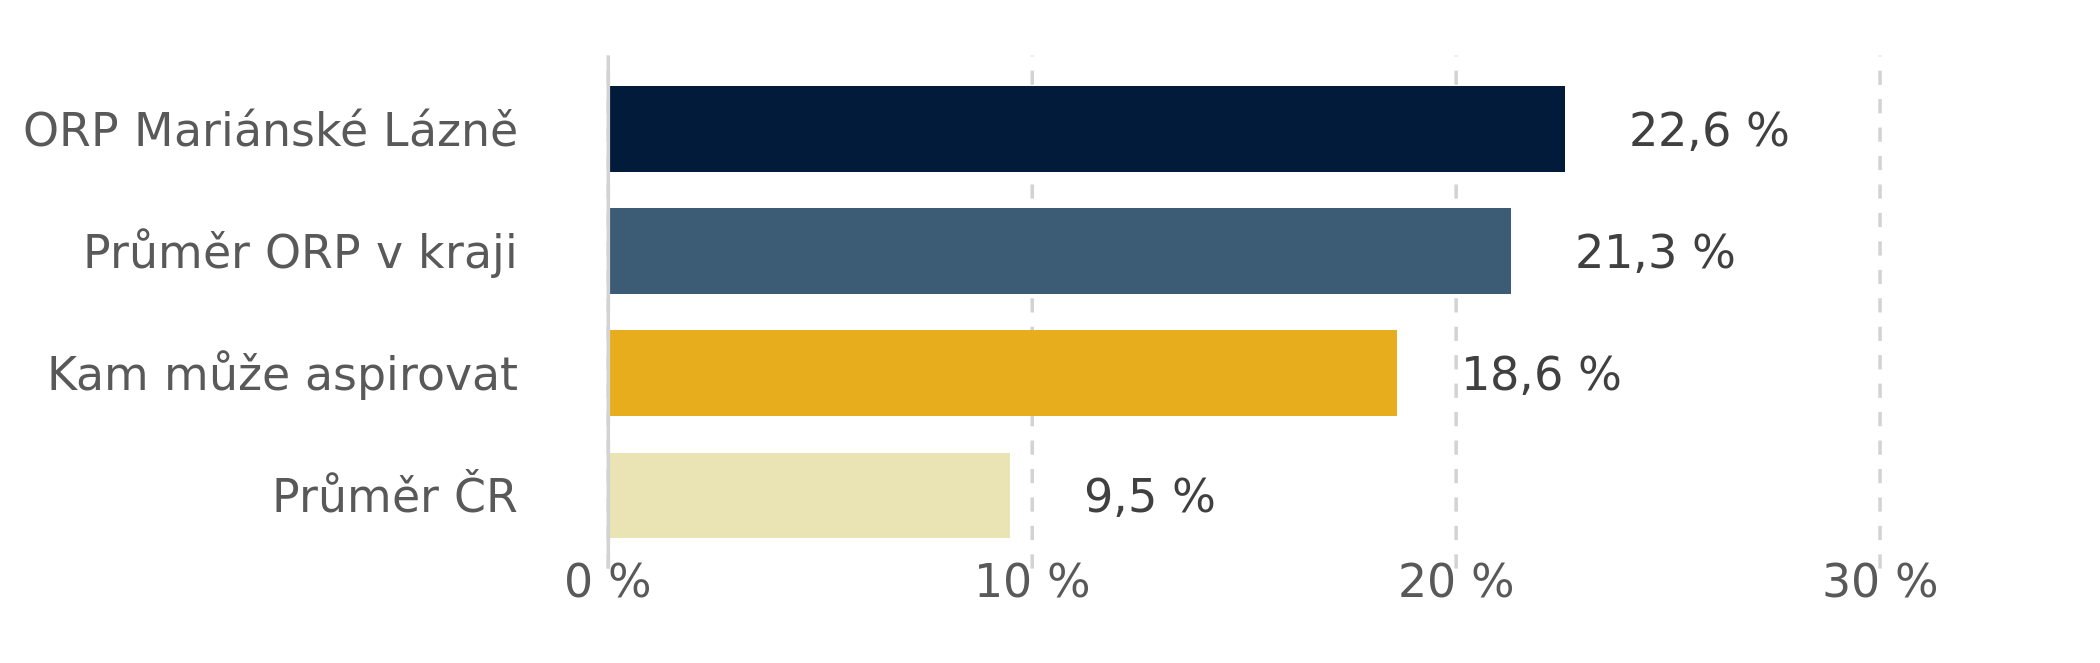 ORP Mariánské Lázně 22,6 %
Průměr ORP v kraji 21,3 %
Kam může aspirovat 18,6 %
Průměr ČR 9,5 %
0 % 10 % 20 % 30 %